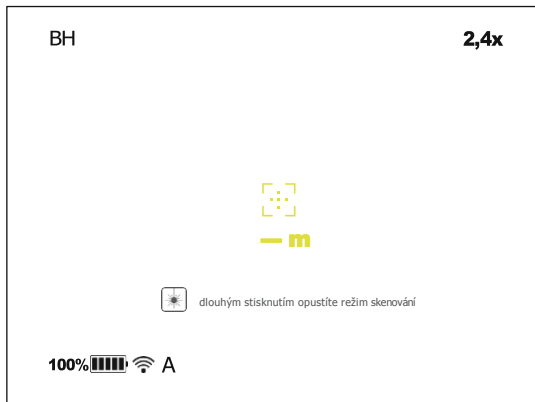 BH 2,4x
— m
dlouhým stisknutím opustíte režim skenování
100% A